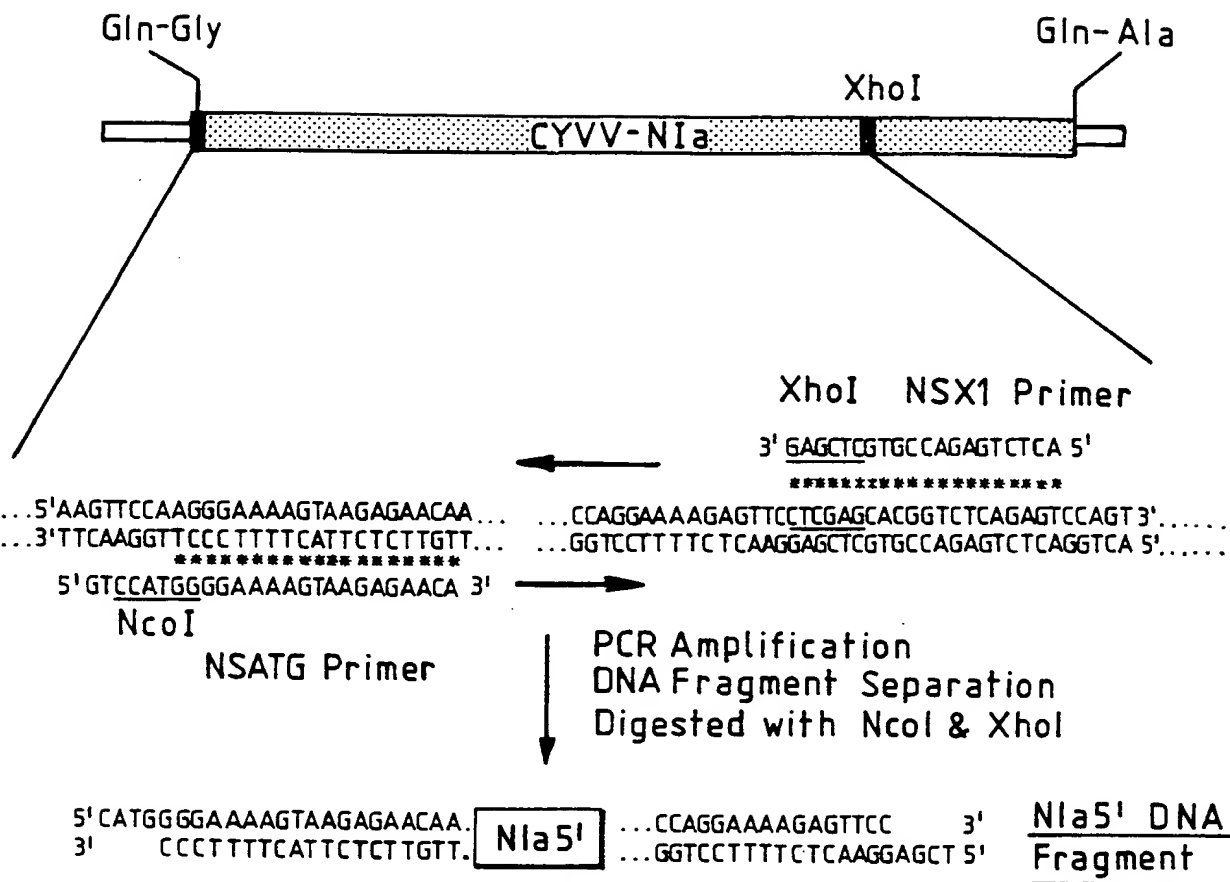 Gln-Gly
Gln-Ala
XhoI
CYVV-NIa
XhoI NSX1 Primer
3' GAGCTCGTGCCAGAGTCTCA 5'
*******************
...5'AAGTTCCAAGGGAAAAGTAAGAGAACAA... ...CCAGGAAAAGAGTTCCTCGAGCACGGTCTCAGAGTCCAGT 3'......
...3'TTCAAGGTTCCCTTTTCATTCTCTTGTT... ...GGTCCTTTTCTCAAGGAGCTCGTGCCAGAGTCTCAGGTCA 5'......
*******************
5' GTCCATGGGGAAAAGTAAGAGAACA 3'
NcoI
NSATG Primer
PCR Amplification
DNA Fragment Separation
Digested with NcoI & XhoI
5'CATGGGGAAAAGTAAGAGAACAA. NIa5' ...CCAGGAAAAGAGTTCC 3' NIa5' DNA
3' CCCTTTTCATTCTCTTGTT. ...GGTCCTTTTCTCAAGGAGCT 5' Fragment